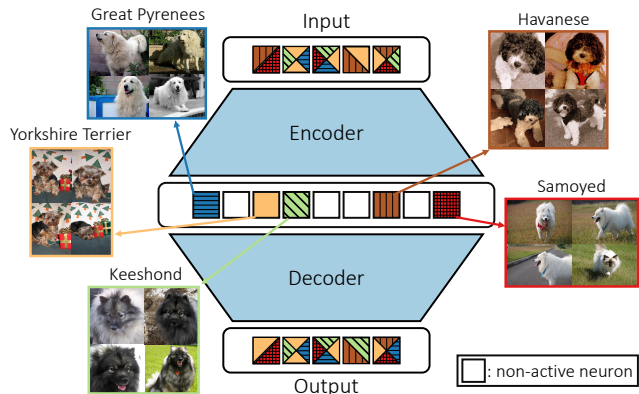 Great Pyrenees
Input
Havanese
Encoder
Yorkshire Terrier
Samoyed
Keeshond
Decoder
: non-active neuron
Output